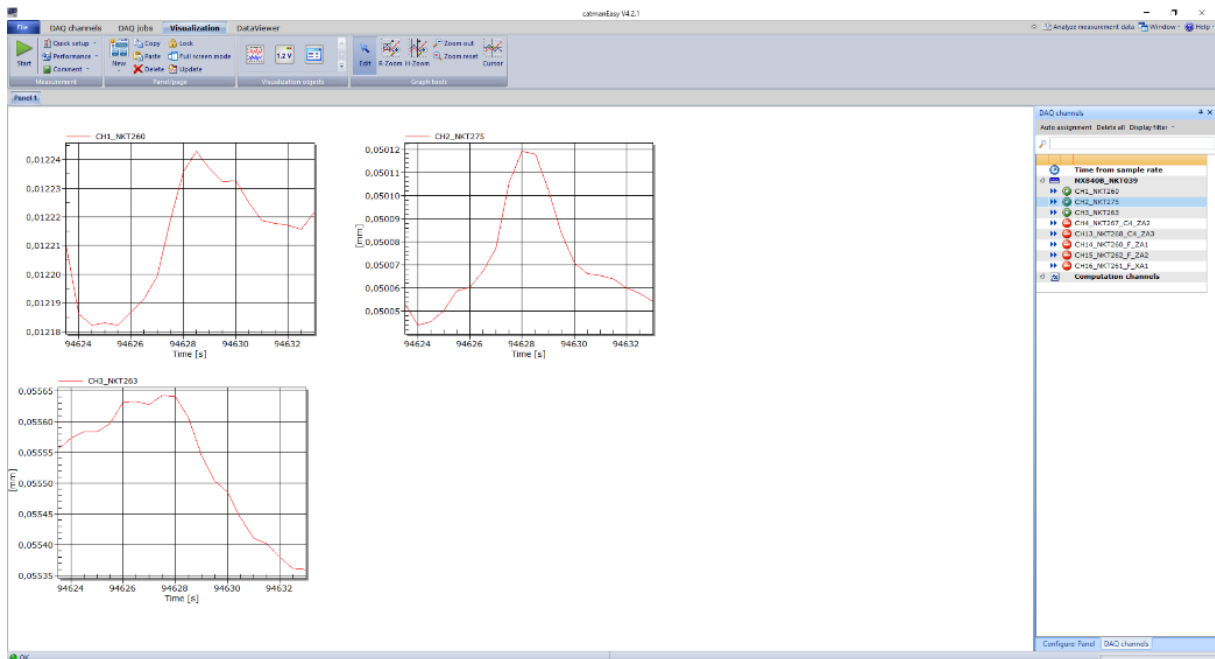 catmanEasy V4.2.1
File DAQ channels DAQ jobs Visualization DataViewer Analyze measurement data Window Help
Start Quick setup Performance Comment New Copy Paste Delete Lock Full screen mode Update 1.2 V Edit R-Zoom H-Zoom Zoom out Zoom reset Cursor
Measurement Panel/page Visualization objects Graph tools
Panel 1
CH1_NKT260
0,01224
0,01223
0,01222
0,01221
0,01220
0,01219
0,01218
94624 94626 94628 94630 94632
Time [s]
CH2_NKT275
[mm]
0,05012
0,05011
0,05010
0,05009
0,05008
0,05006
0,05005
94624 94626 94628 94630 94632
Time [s]
CH3_NKT263
[mm]
0,05565
0,05560
0,05555
0,05550
0,05545
0,05540
0,05535
94624 94626 94628 94630 94632
Time [s]
DAQ channels
Auto assignment Delete all Display filter
Time from sample rate
MX840B_NKT039
CH1_NKT260
CH2_NKT275
CH3_NKT263
CH4_NKT267_C4_ZA2
CH13_NKT268_C4_ZA3
CH14_NKT260_F_ZA1
CH15_NKT262_F_ZA2
CH16_NKT261_F_XA1
Computation channels
Configure Panel DAQ channels
OK